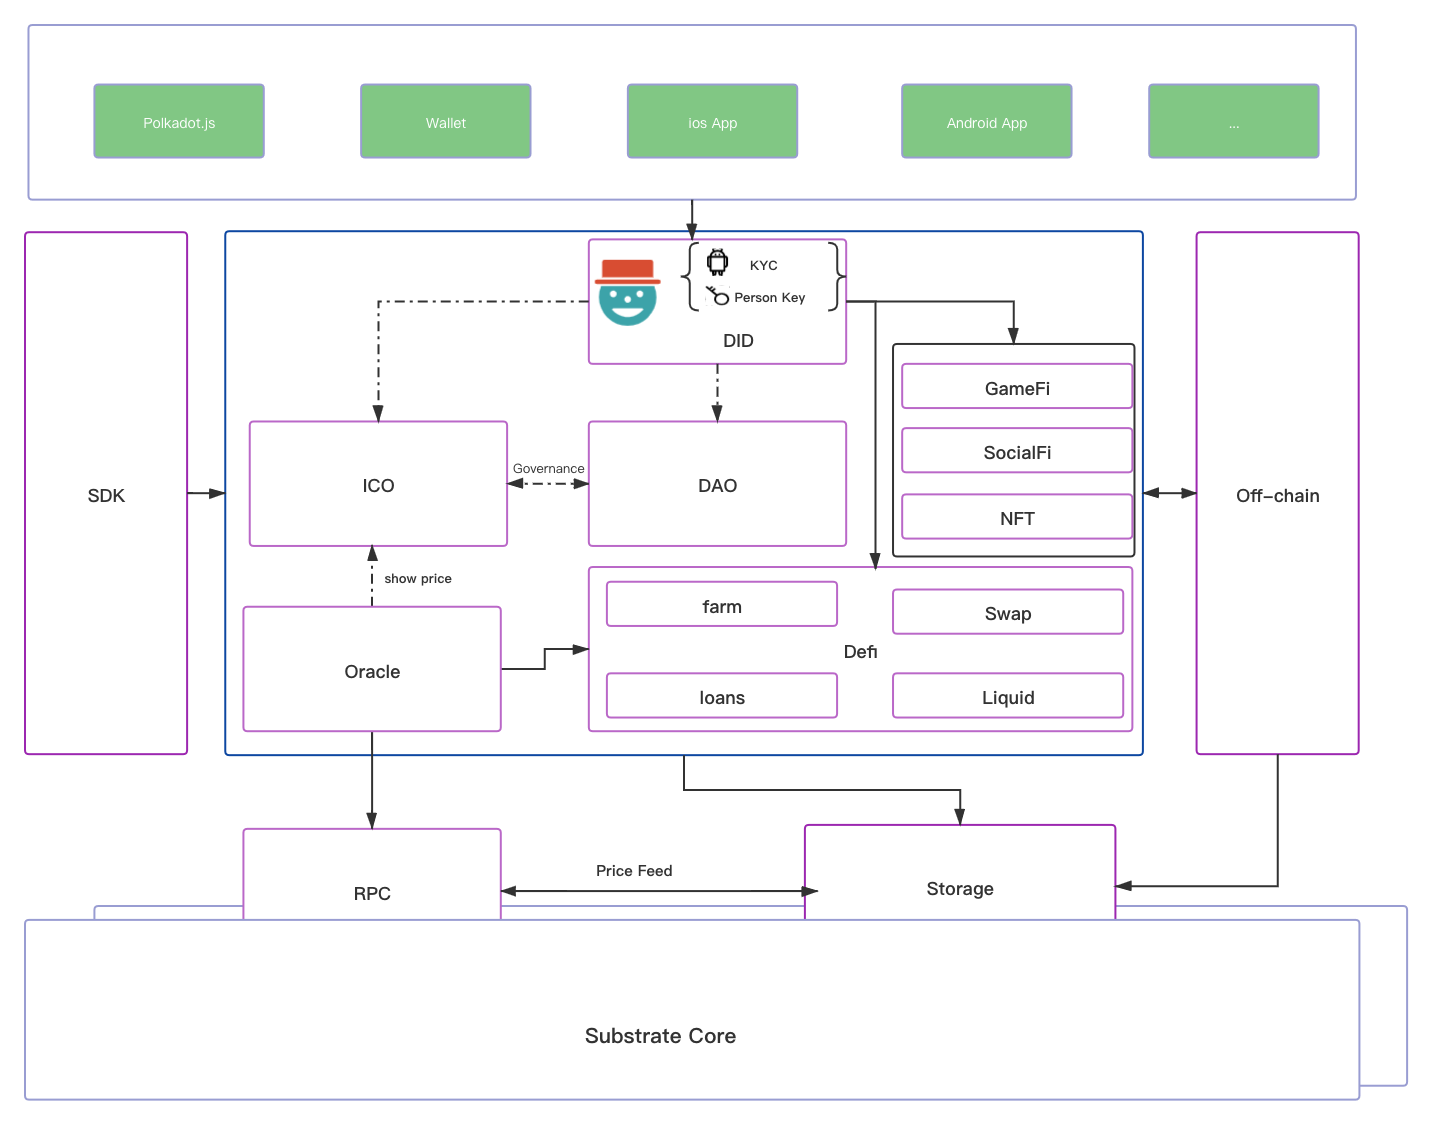 Polkadot.js
Wallet
ios App
Android App
...
KYC
Person Key
DID
GameFi
SocialFi
NFT
SDK
ICO
Governance
DAO
Off-chain
show price
Oracle
farm
Swap
Defi
loans
Liquid
RPC
Price Feed
Storage
Substrate Core